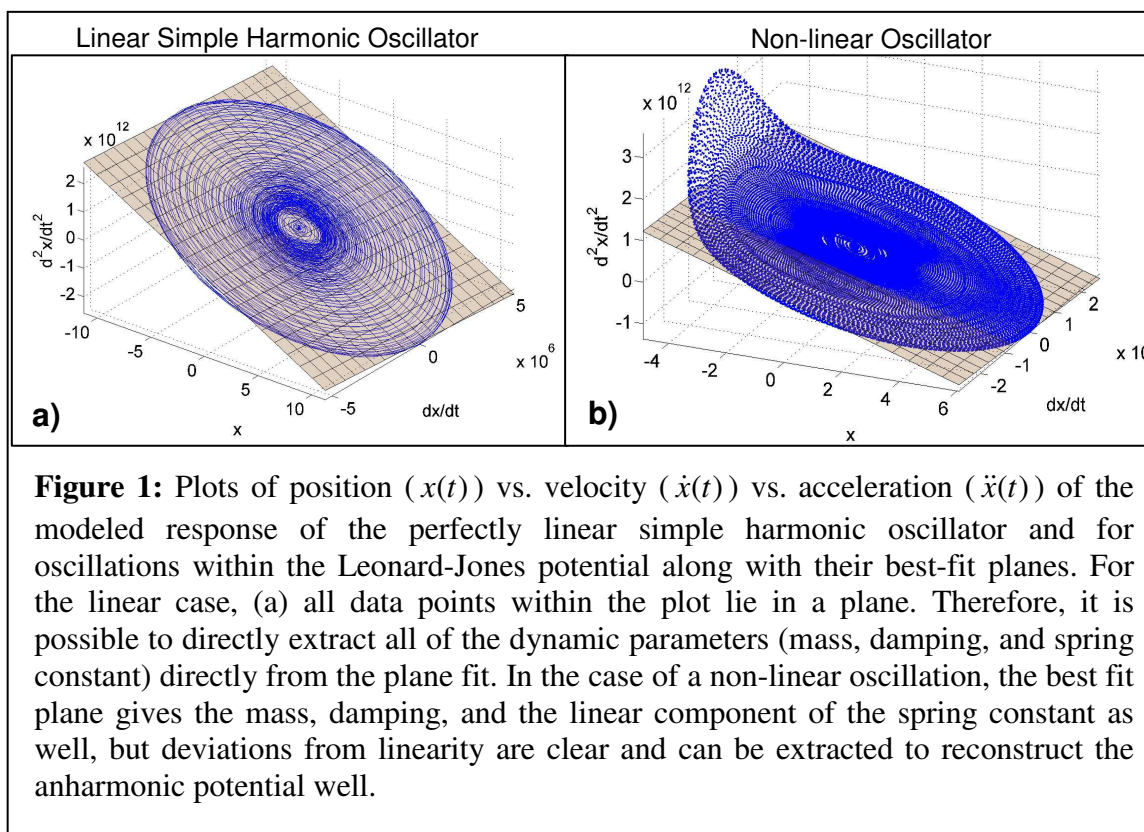 Linear Simple Harmonic Oscillator
Non-linear Oscillator
x 10^12
2
1
0
-1
-2
d^2x/dt^2
-10
-5
0
5
10
x
5
0
-5
x 10^6
dx/dt
a)
x 10^12
3
2
1
0
-1
d^2x/dt^2
-4
-2
0
2
4
6
x
2
1
0
-1
-2
x 10
dx/dt
b)
Figure 1: Plots of position ( x(t) ) vs. velocity ( ẋ(t) ) vs. acceleration ( ẍ(t) ) of the
modeled response of the perfectly linear simple harmonic oscillator and for
oscillations within the Leonard-Jones potential along with their best-fit planes. For
the linear case, (a) all data points within the plot lie in a plane. Therefore, it is
possible to directly extract all of the dynamic parameters (mass, damping, and spring
constant) directly from the plane fit. In the case of a non-linear oscillation, the best fit
plane gives the mass, damping, and the linear component of the spring constant as
well, but deviations from linearity are clear and can be extracted to reconstruct the
anharmonic potential well.